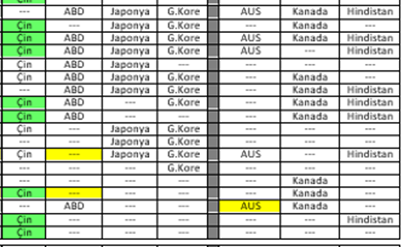 --- ABD Japonya G.Kore AUS Kanada Hindistan
Çin ABD Japonya G.Kore --- Kanada ---
Çin ABD Japonya G.Kore AUS Kanada Hindistan
Çin ABD Japonya G.Kore AUS --- Hindistan
Çin ABD Japonya --- --- --- ---
Çin ABD Japonya G.Kore --- Kanada ---
--- ABD Japonya G.Kore --- Kanada Hindistan
Çin ABD --- G.Kore --- Kanada Hindistan
Çin ABD --- --- --- Kanada ---
Çin --- Japonya G.Kore --- --- ---
--- --- Japonya G.Kore --- --- ---
Çin --- Japonya G.Kore AUS --- Hindistan
--- --- --- G.Kore --- --- ---
--- --- --- --- --- Kanada ---
Çin --- --- --- --- Kanada ---
--- ABD --- --- AUS Kanada ---
Çin --- --- --- --- --- Hindistan
Çin --- --- --- --- --- ---